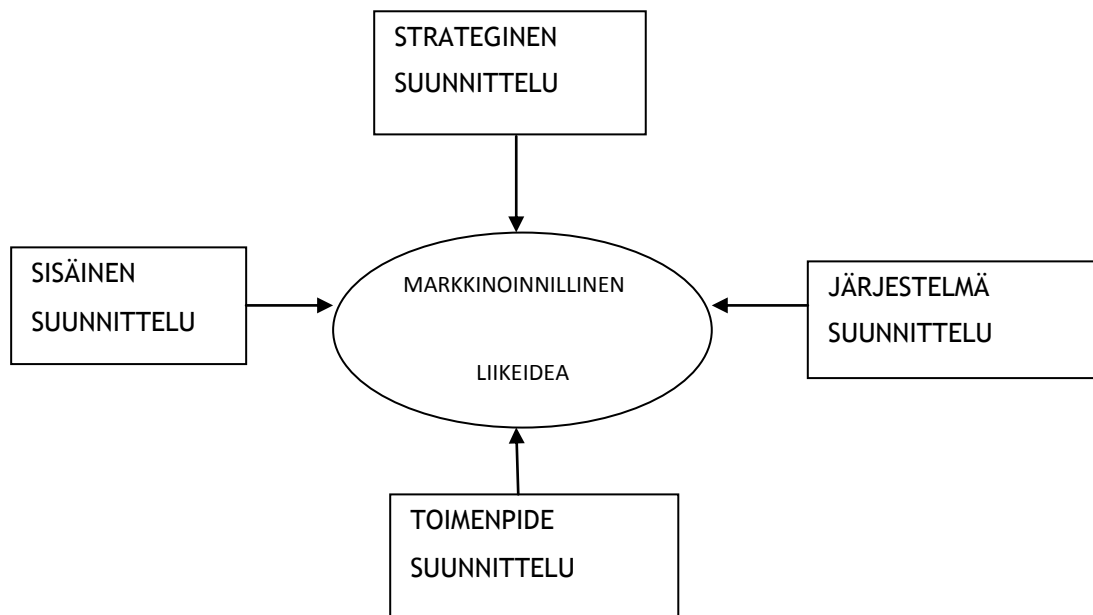 STRATEGINEN
SUUNNITTELU
SISÄINEN
SUUNNITTELU
MARKKINOINNILLINEN
LIIKEIDEA
JÄRJESTELMÄ
SUUNNITTELU
TOIMENPIDE
SUUNNITTELU